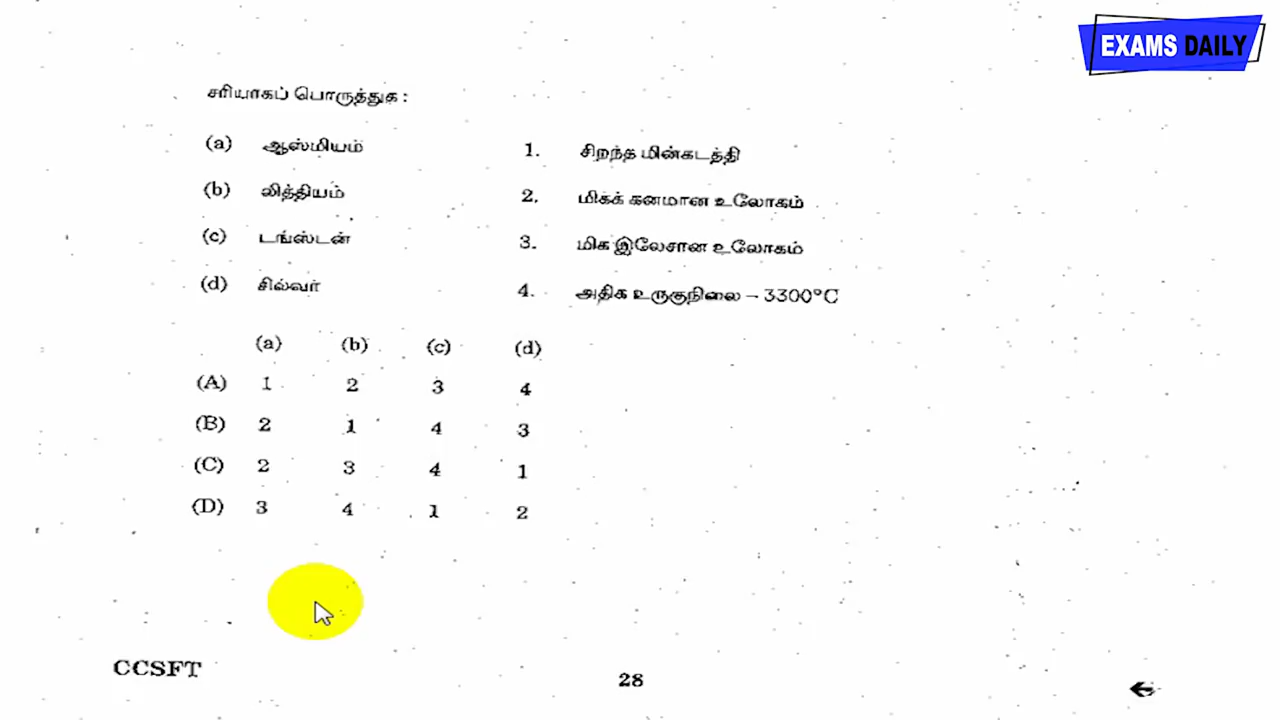 EXAMS DAILY
சரியாகப் பொருத்துக :
(a) ஆஸ்மியம் 1. சிறந்த மின்கடத்தி
(b) லித்தியம் 2. மிகக் கனமான உலோகம்
(c) டங்ஸ்டன் 3. மிக இலேசான உலோகம்
(d) சில்வர் 4. அதிக உருகுநிலை – 3300°C
(a) (b) (c) (d)
(A) 1 2 3 4
(B) 2 1 4 3
(C) 2 3 4 1
(D) 3 4 1 2
CCSFT 28